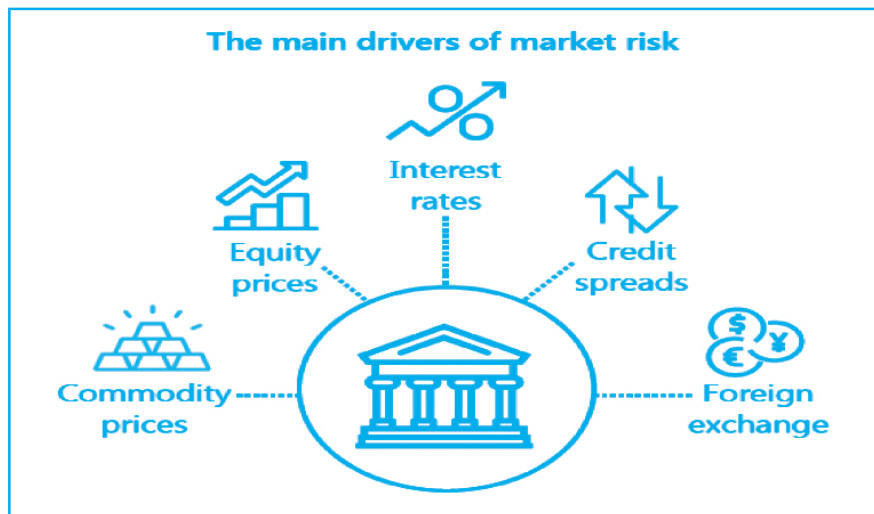 The main drivers of market risk
Interest
rates
Equity
prices
Credit
spreads
$
¥
€
Commodity
prices
Foreign
exchange